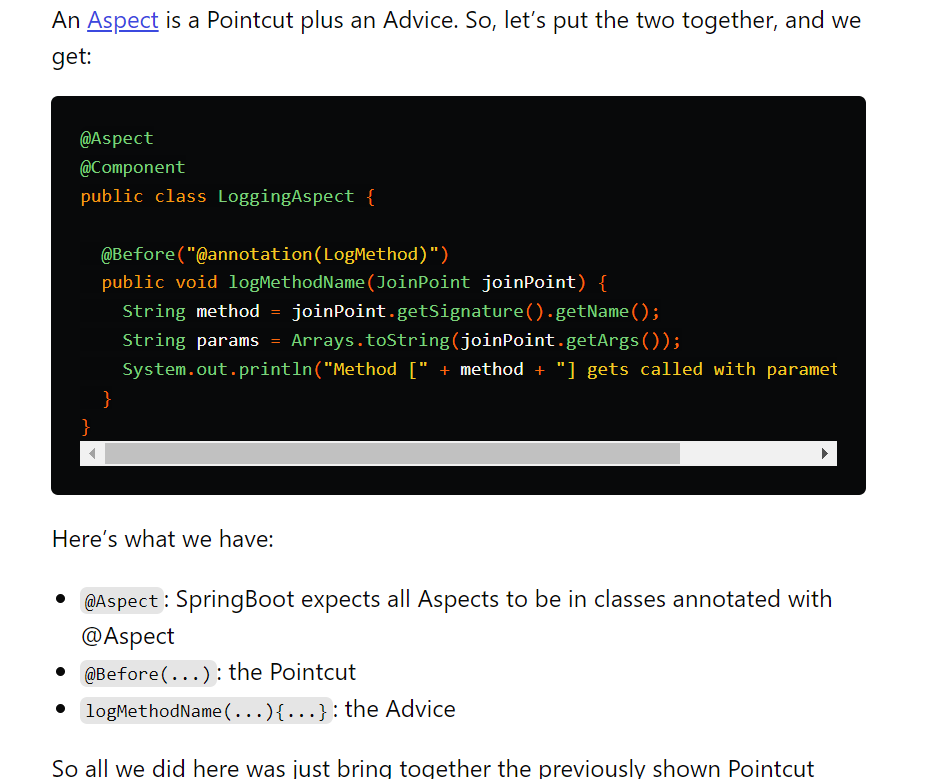 An Aspect is a Pointcut plus an Advice. So, let’s put the two together, and we
get:
@Aspect
@Component
public class LoggingAspect {
@Before("@annotation(LogMethod)")
public void logMethodName(JoinPoint joinPoint) {
String method = joinPoint.getSignature().getName();
String params = Arrays.toString(joinPoint.getArgs());
System.out.println("Method [" + method + "] gets called with paramet
}
}
Here’s what we have:
@Aspect: SpringBoot expects all Aspects to be in classes annotated with
@Aspect
@Before(...): the Pointcut
logMethodName(...){...}: the Advice
So all we did here was just bring together the previously shown Pointcut